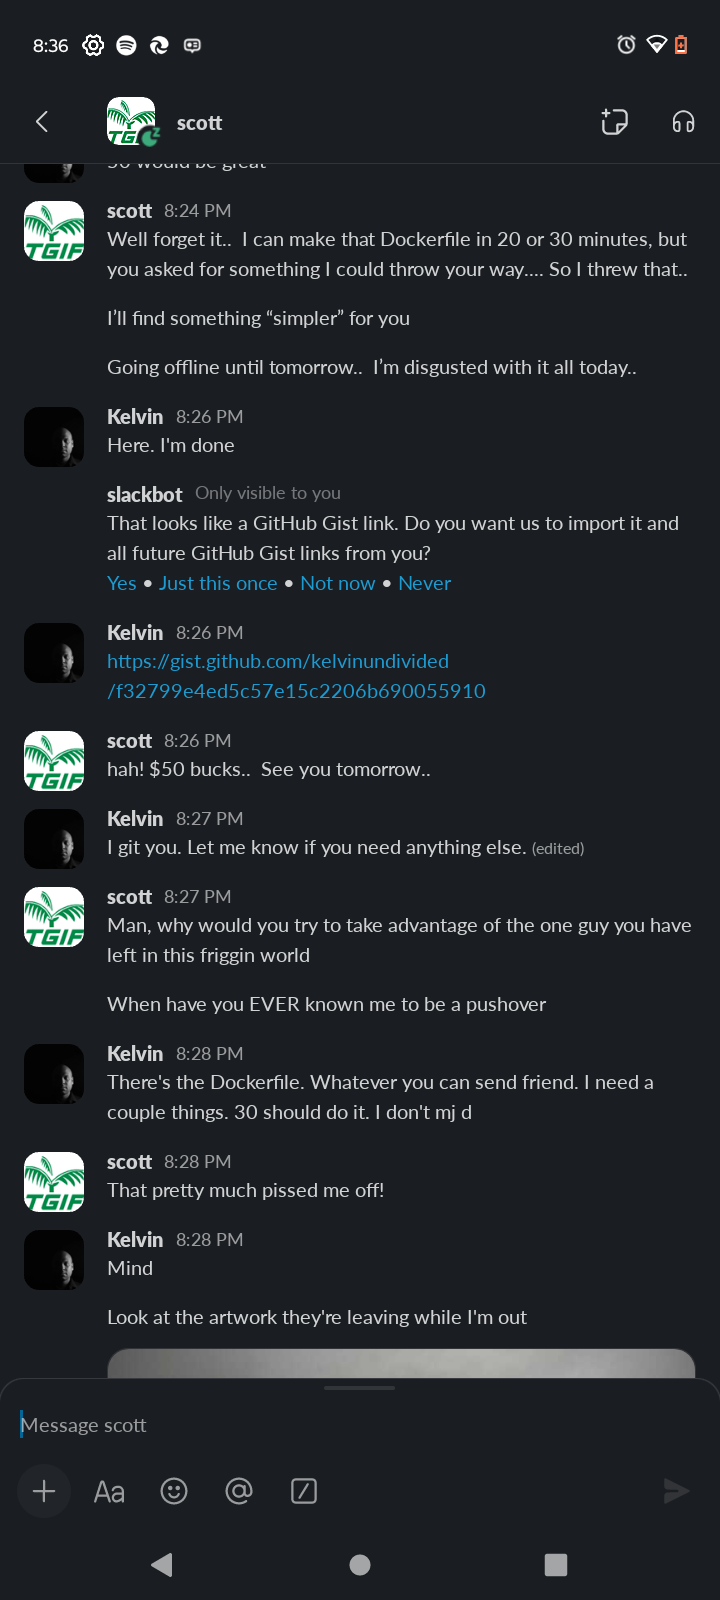 8:36
scott
50 would be great
scott 8:24 PM
Well forget it.. I can make that Dockerfile in 20 or 30 minutes, but
you asked for something I could throw your way.... So I threw that..
I’ll find something “simpler” for you
Going offline until tomorrow.. I’m disgusted with it all today..
Kelvin 8:26 PM
Here. I'm done
slackbot Only visible to you
That looks like a GitHub Gist link. Do you want us to import it and
all future GitHub Gist links from you?
Yes • Just this once • Not now • Never
Kelvin 8:26 PM
https://gist.github.com/kelvinundivided
/f32799e4ed5c57e15c2206b690055910
scott 8:26 PM
hah! $50 bucks.. See you tomorrow..
Kelvin 8:27 PM
I git you. Let me know if you need anything else. (edited)
scott 8:27 PM
Man, why would you try to take advantage of the one guy you have
left in this friggin world
When have you EVER known me to be a pushover
Kelvin 8:28 PM
There's the Dockerfile. Whatever you can send friend. I need a
couple things. 30 should do it. I don't mj d
scott 8:28 PM
That pretty much pissed me off!
Kelvin 8:28 PM
Mind
Look at the artwork they're leaving while I'm out
Message scott
Aa